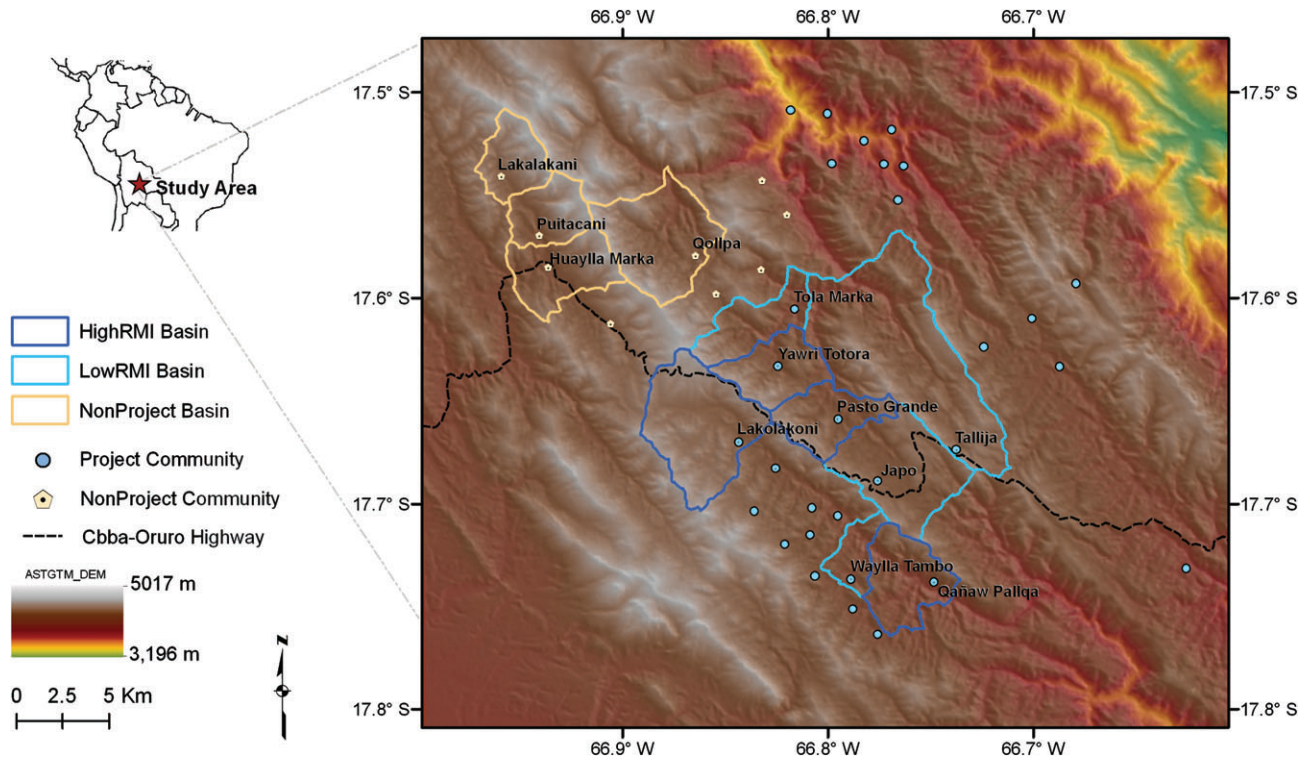 66.9° W
66.8° W
66.7° W
17.5° S
17.5° S
Study Area
Lakalakani
Puitacani
Huaylla Marka
Qollpa
17.6° S
17.6° S
Tola Marka
Yawri Totora
Pasto Grande
Lakolakoni
Tallija
Japo
17.7° S
17.7° S
Waylla Tambo
Qañaw Pallqa
17.8° S
17.8° S
66.9° W
66.8° W
66.7° W
HighRMI Basin
LowRMI Basin
NonProject Basin
Project Community
NonProject Community
Cbba-Oruro Highway
ASTGTM_DEM
5017 m
3,196 m
0 2.5 5 Km
N